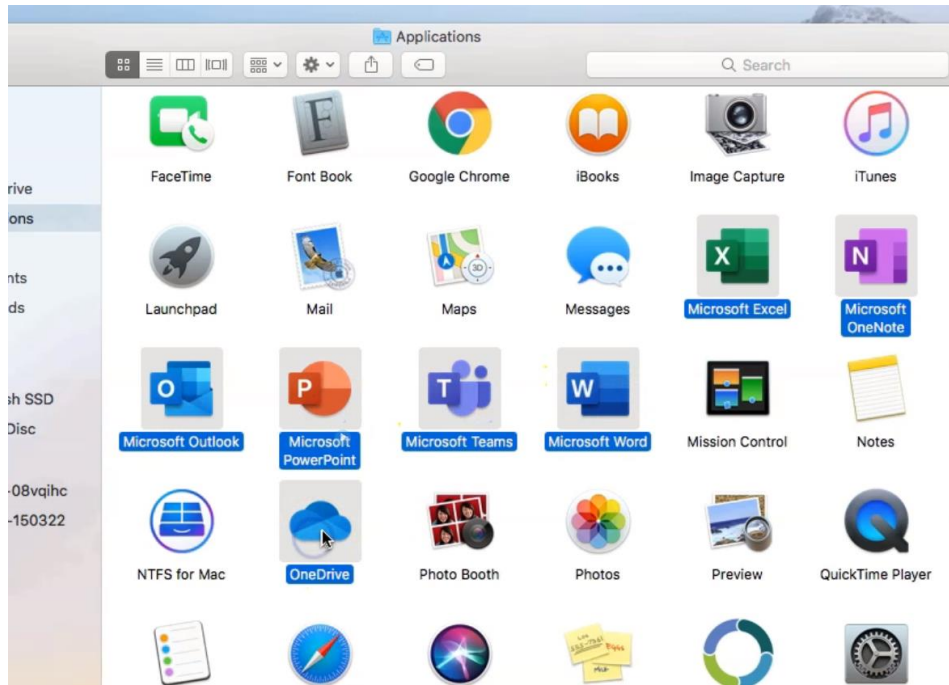 Applications
Search
FaceTime
Font Book
Google Chrome
iBooks
Image Capture
iTunes
rive
ons
Launchpad
Mail
Maps
Messages
Microsoft Excel
Microsoft
OneNote
nts
ds
Microsoft Outlook
Microsoft
PowerPoint
Microsoft Teams
Microsoft Word
Mission Control
Notes
sh SSD
Disc
-08vqihc
-150322
NTFS for Mac
OneDrive
Photo Booth
Photos
Preview
QuickTime Player